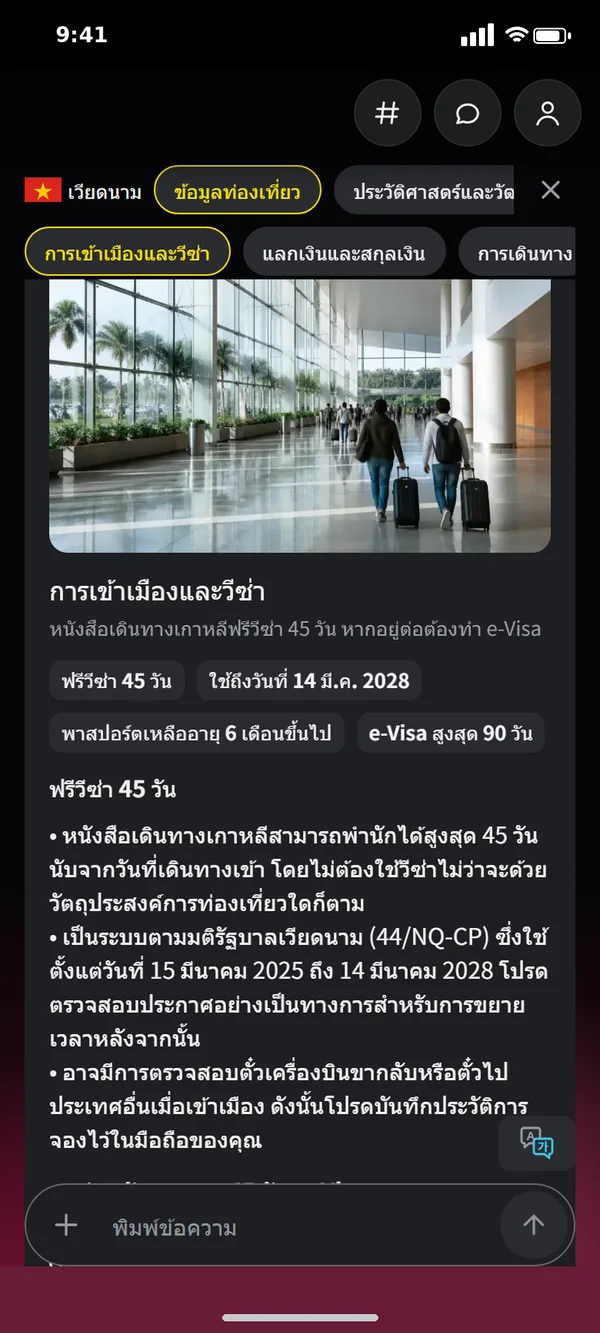 9:41
เวียดนาม
ข้อมูลท่องเที่ยว
ประวัติศาสตร์และวัด
การเข้าเมืองและวีซ่า
แลกเงินและสกุลเงิน
การเดินทาง
การเข้าเมืองและวีซ่า
หนังสือเดินทางเกาหลีฟรีวีซ่า 45 วัน หากอยู่ต่อต้องทำ e-Visa
ฟรีวีซ่า 45 วัน
ใช้ถึงวันที่ 14 มี.ค. 2028
พาสปอร์ตเหลืออายุ 6 เดือนขึ้นไป
e-Visa สูงสุด 90 วัน
ฟรีวีซ่า 45 วัน
• หนังสือเดินทางเกาหลีสามารถพำนักได้สูงสุด 45 วัน
นับจากวันที่เดินทางเข้า โดยไม่ต้องใช้วีซ่าไม่ว่าจะด้วย
วัตถุประสงค์การท่องเที่ยวใดก็ตาม
• เป็นระบบตามมติรัฐบาลเวียดนาม (44/NQ-CP) ซึ่งใช้
ตั้งแต่วันที่ 15 มีนาคม 2025 ถึง 14 มีนาคม 2028 โปรด
ตรวจสอบประกาศอย่างเป็นทางการสำหรับการขยาย
เวลาหลังจากนั้น
• อาจมีการตรวจสอบตั๋วเครื่องบินขากลับหรือตั๋วไป
ประเทศอื่นเมื่อเข้าเมือง ดังนั้นโปรดบันทึกประวัติการ
จองไว้ในมือถือของคุณ
A 가
พิมพ์ข้อความ